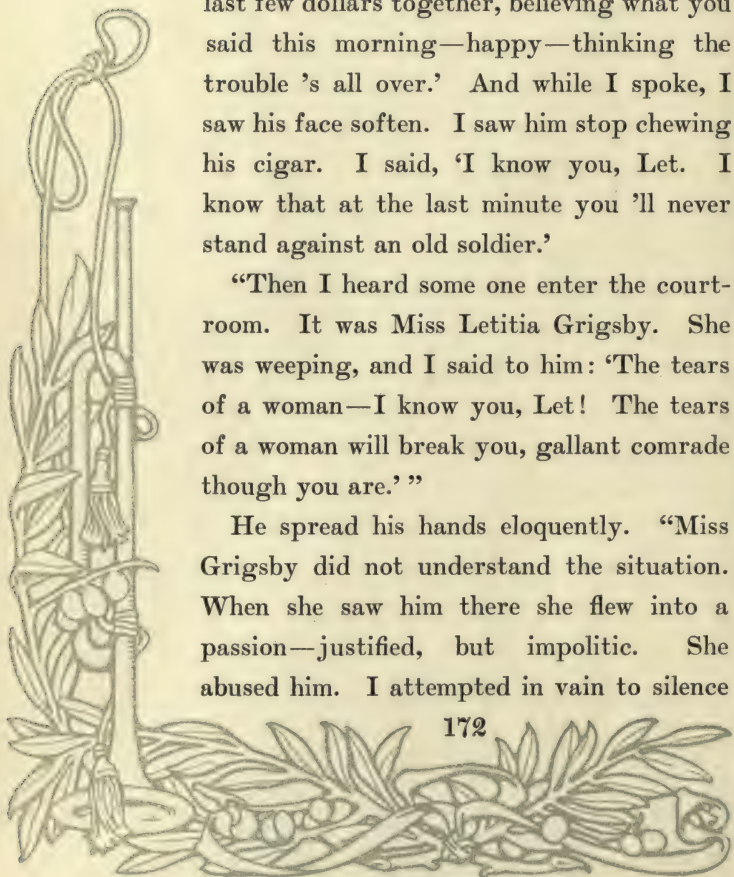 last few dollars together, believing what you
said this morning—happy—thinking the
trouble 's all over.' And while I spoke, I
saw his face soften. I saw him stop chewing
his cigar. I said, ‘I know you, Let. I
know that at the last minute you 'll never
stand against an old soldier.’
“Then I heard some one enter the court-
room. It was Miss Letitia Grigsby. She
was weeping, and I said to him: ‘The tears
of a woman—I know you, Let! The tears
of a woman will break you, gallant comrade
though you are.’ ”
He spread his hands eloquently. “Miss
Grigsby did not understand the situation.
When she saw him there she flew into a
passion—justified, but impolitic. She
abused him. I attempted in vain to silence
172